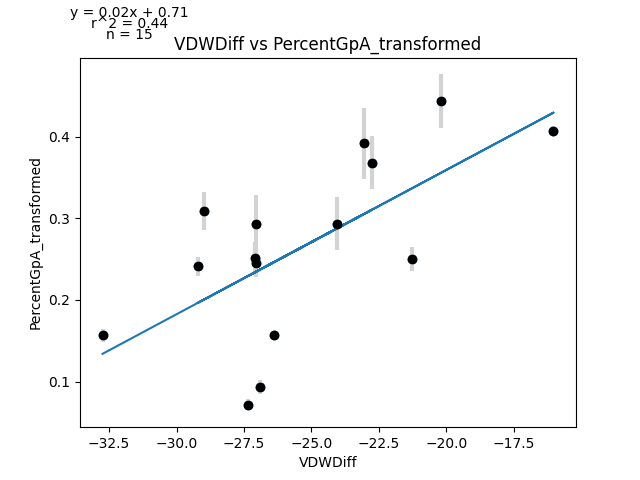 y = 0.02x + 0.71
r^2 = 0.44
n = 15
VDWDiff vs PercentGpA_transformed
PercentGpA_transformed
0.4
0.3
0.2
0.1
−32.5 −30.0 −27.5 −25.0 −22.5 −20.0 −17.5
VDWDiff